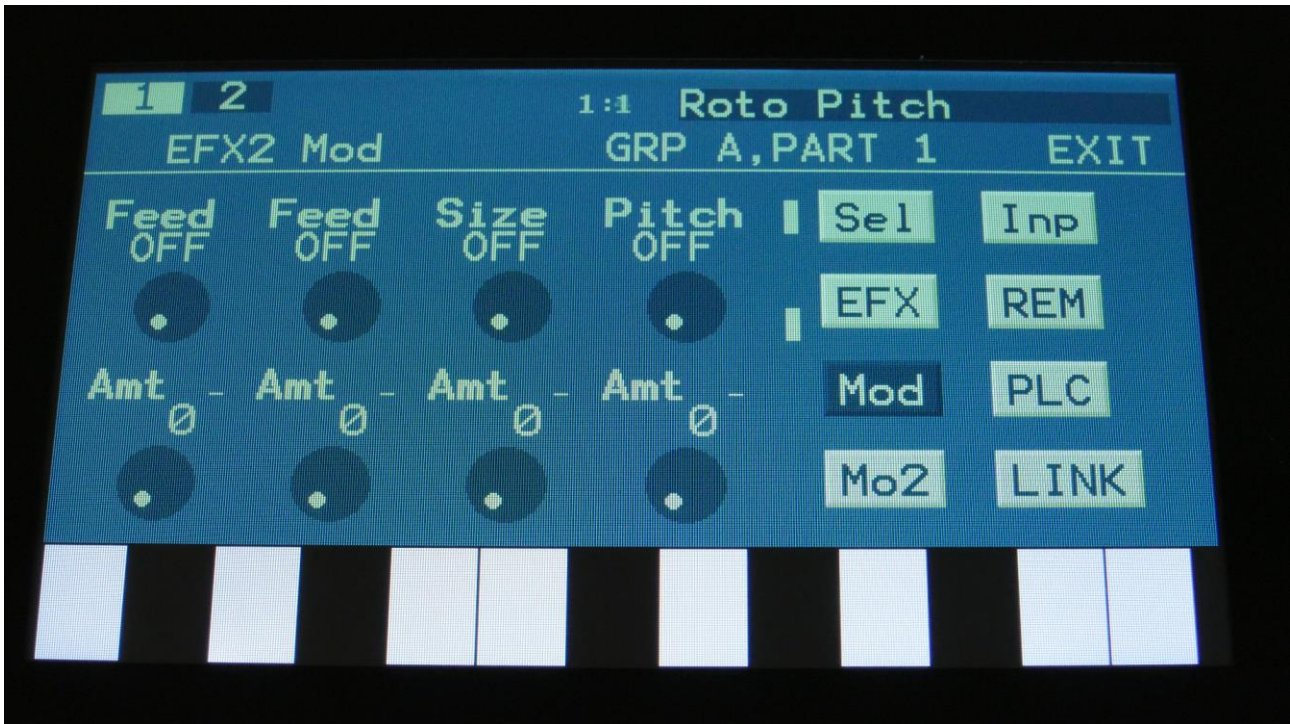 1 2 1:1 Roto Pitch
EFX2 Mod GRP A,PART 1 EXIT
Feed Feed Size Pitch Sel Inp
OFF OFF OFF OFF
EFX REM
Amt - Amt - Amt - Amt - Mod PLC
0 0 0 0
Mo2 LINK